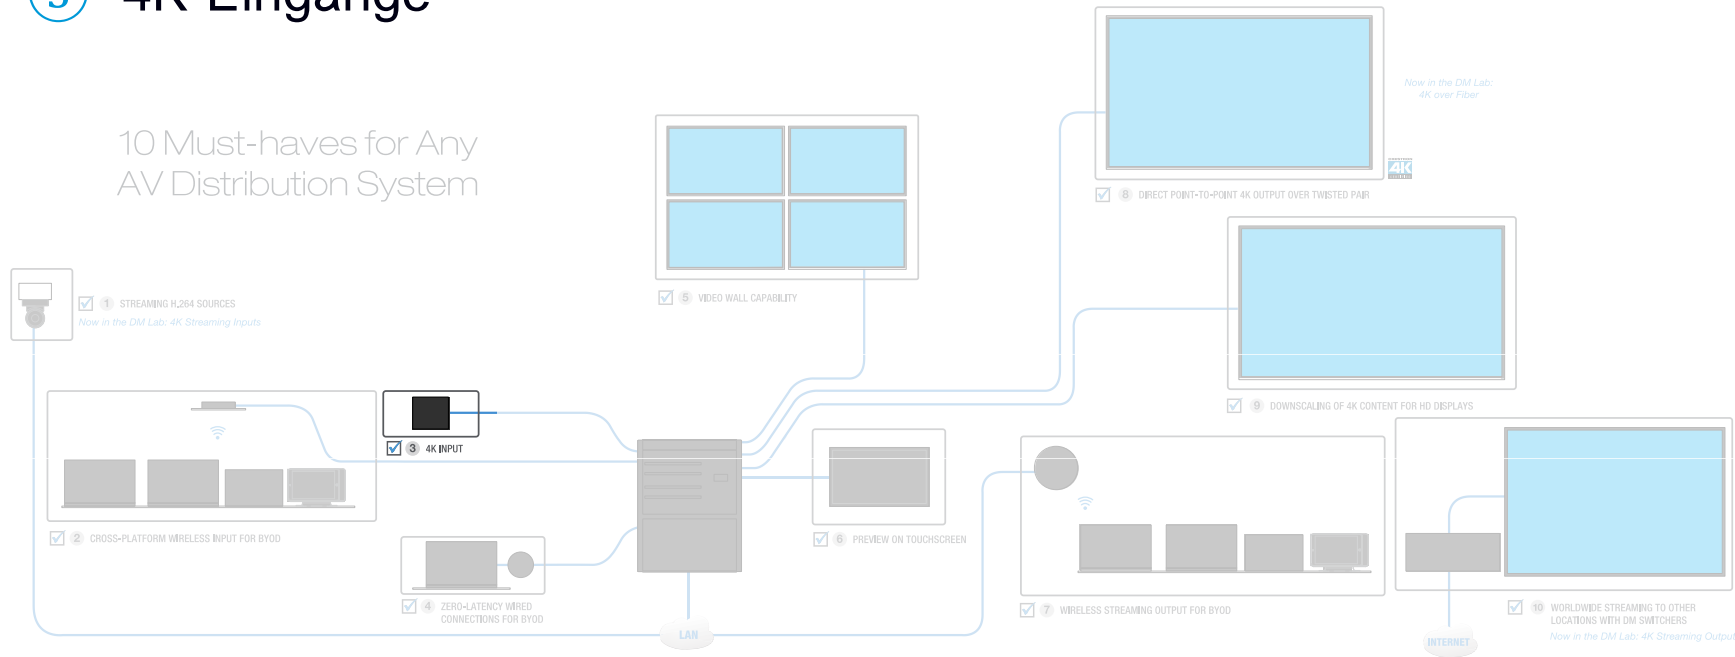 3 4K Eingänge
10 Must-haves for Any
AV Distribution System
Now in the DM Lab:
4K over Fiber
4K
8 DIRECT POINT-TO-POINT 4K OUTPUT OVER TWISTED PAIR
5 VIDEO WALL CAPABILITY
1 STREAMING H.264 SOURCES
Now in the DM Lab: 4K Streaming Inputs
9 DOWNSCALING OF 4K CONTENT FOR HD DISPLAYS
3 4K INPUT
2 CROSS-PLATFORM WIRELESS INPUT FOR BYOD
6 PREVIEW ON TOUCHSCREEN
4 ZERO-LATENCY WIRED
CONNECTIONS FOR BYOD
7 WIRELESS STREAMING OUTPUT FOR BYOD
10 WORLDWIDE STREAMING TO OTHER
LOCATIONS WITH DM SWITCHERS
Now in the DM Lab: 4K Streaming Output
LAN
INTERNET